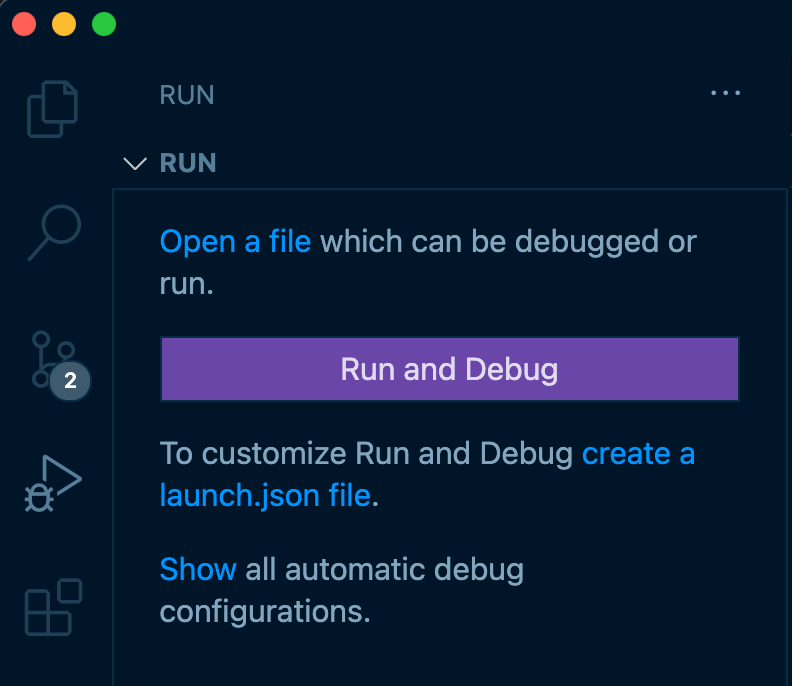 RUN
RUN
Open a file which can be debugged or
run.
Run and Debug
2
To customize Run and Debug create a
launch.json file.
Show all automatic debug
configurations.